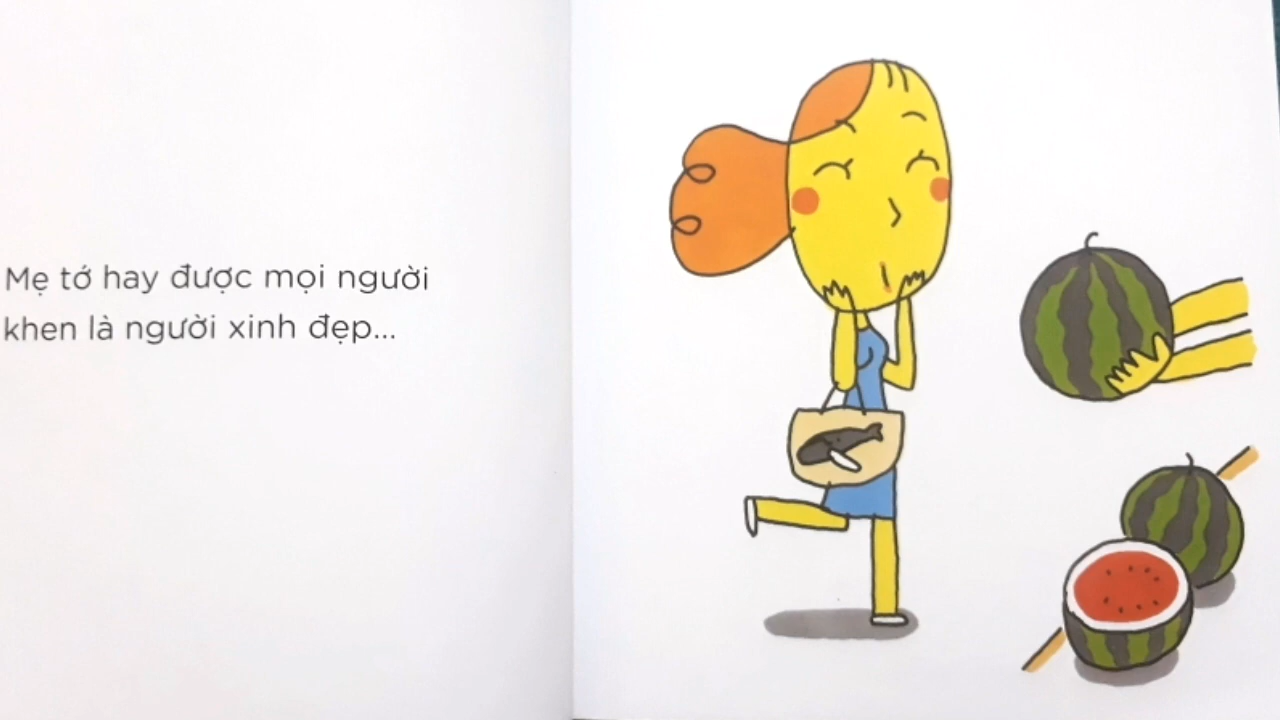 Mẹ tớ hay được mọi người
khen là người xinh đẹp...